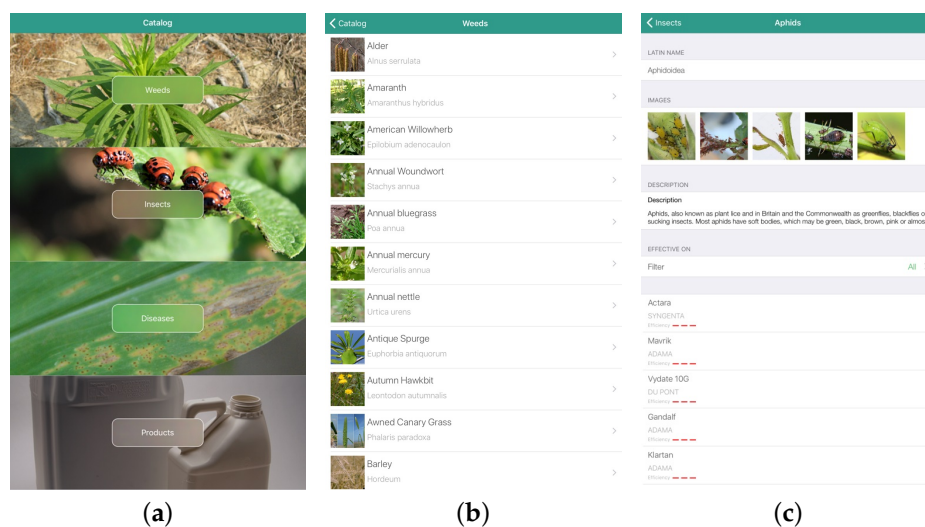 Catalog
Weeds
Insects
Diseases
Products
(a)
Catalog
Weeds
Alder
Alnus serrulata
Amaranth
Amaranthus hybridus
American Willowherb
Epilobium adenocaulon
Annual Woundwort
Stachys annua
Annual bluegrass
Poa annua
Annual mercury
Mercurialis annua
Annual nettle
Urtica urens
Antique Spurge
Euphorbia antiquorum
Autumn Hawkbit
Leontodon autumnalis
Awned Canary Grass
Phalaris paradoxa
Barley
Hordeum
(b)
Insects
Aphids
LATIN NAME
Aphidoidea
IMAGES
DESCRIPTION
Description
Aphids, also known as plant lice and in Britain and the Commonwealth as greenflies, blackflies o
sucking insects. Most aphids have soft bodies, which may be green, black, brown, pink or almos
EFFECTIVE ON
Filter All
Actara
SYNGENTA
Efficiency
Mavrik
ADAMA
Efficiency
Vydate 10G
DU PONT
Efficiency
Gandalf
ADAMA
Efficiency
Klartan
ADAMA
Efficiency
(c)